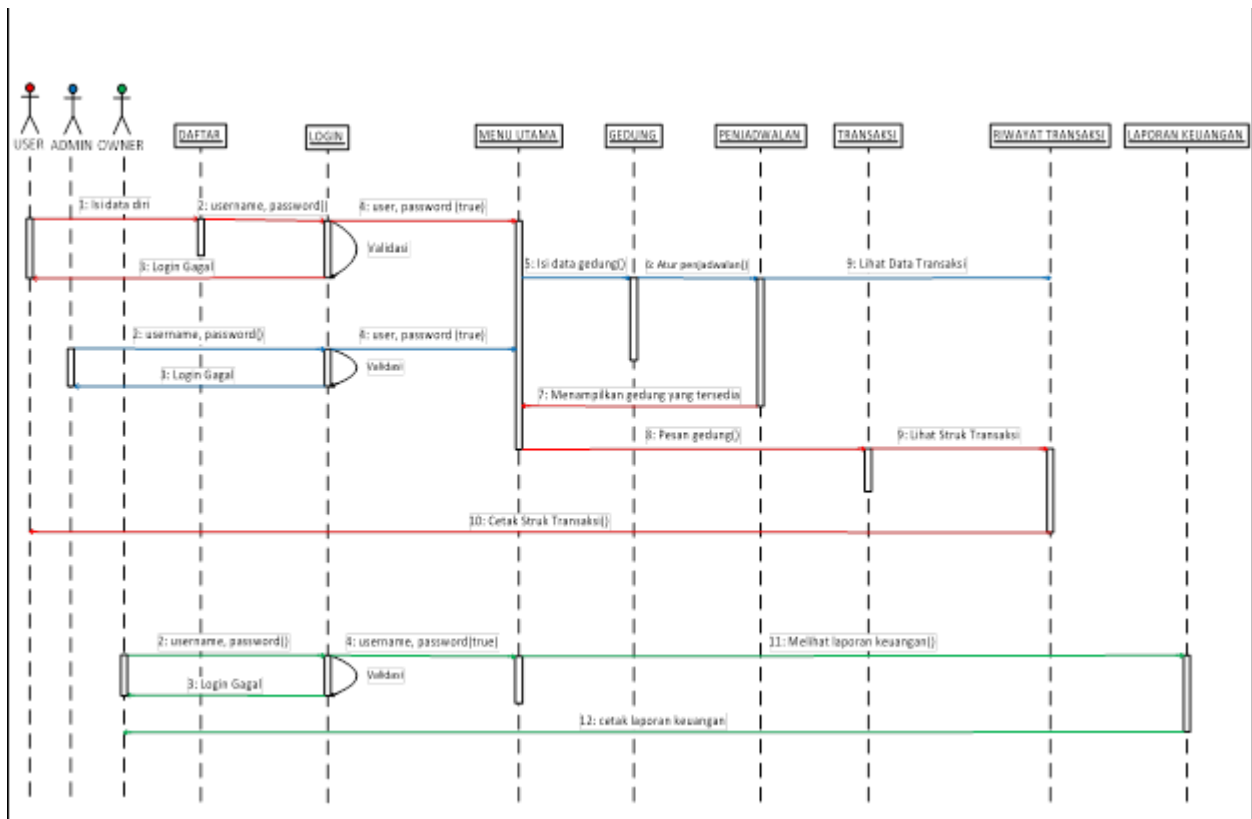 USER ADMIN OWNER
DAFTAR
LOGIN
MENU UTAMA
GEDUNG
PENJADWALAN
TRANSAKSI
RIWAYAT TRANSAKSI
LAPORAN KEUANGAN
1: Isi data diri
2: username, password()
4: user, password (true)
Validasi
3: Login Gagal
5: Isi data gedung()
6: Atur penjadwalan()
9: Lihat Data Transaksi
2: username, password()
4: user, password (true)
Validasi
3: Login Gagal
7: Menampilkan gedung yang tersedia
8: Pesan gedung()
9: Lihat Struk Transaksi
10: Cetak Struk Transaksi()
2: username, password()
4: username, password(true)
11: Melihat laporan keuangan()
Validasi
3: Login Gagal
12: cetak laporan keuangan